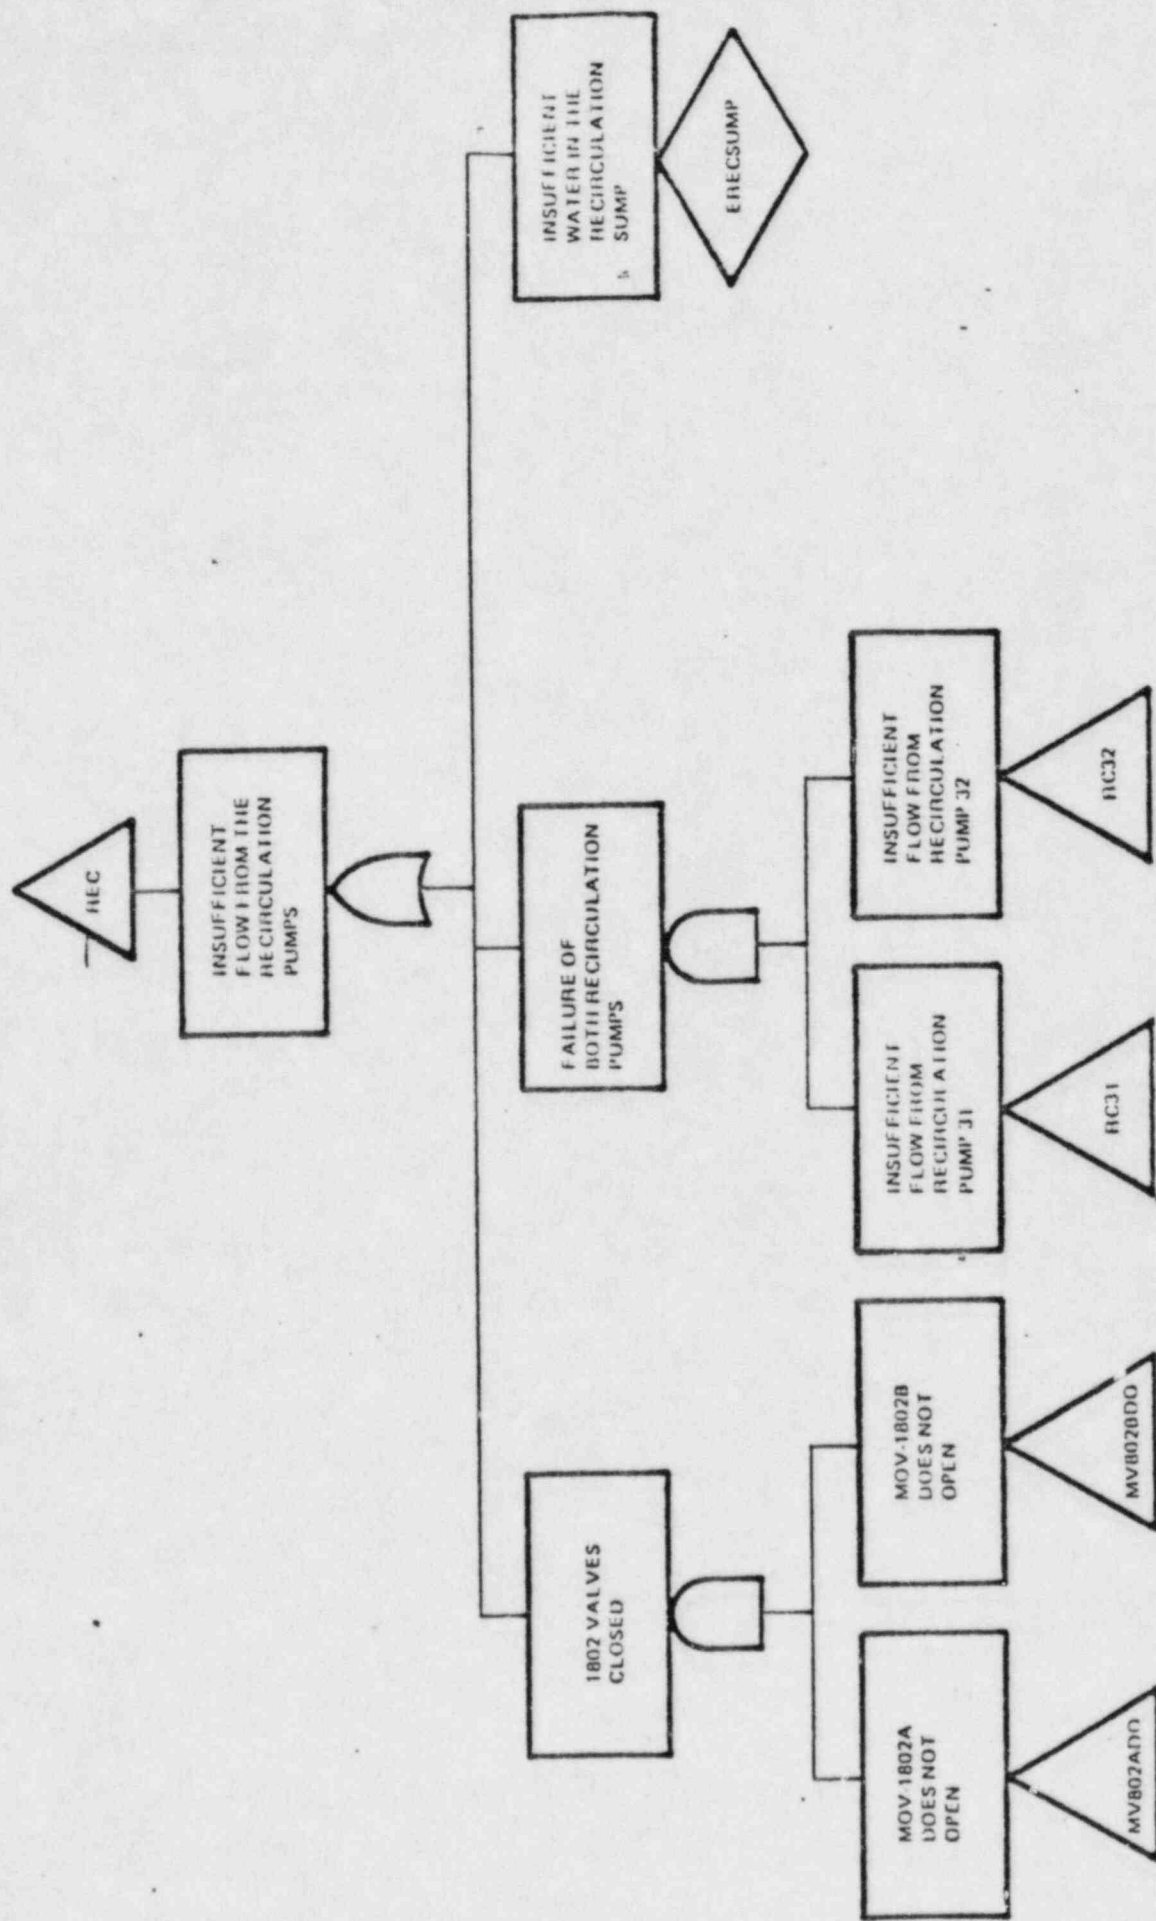 REC
INSUFFICIENT
FLOW FROM THE
RECIRCULATION
PUMPS
1802 VALVES
CLOSED
FAILURE OF
BOTH RECIRCULATION
PUMPS
INSUFFICIENT
WATER IN THE
RECIRCULATION
SUMP
ERECSUMP
MOV-1802A
DOES NOT
OPEN
MOV-1802B
DOES NOT
OPEN
INSUFFICIENT
FLOW FROM
RECIRCULATION
PUMP 31
INSUFFICIENT
FLOW FROM
RECIRCULATION
PUMP 32
MV802ADO
MV802BDO
RC31
RC32